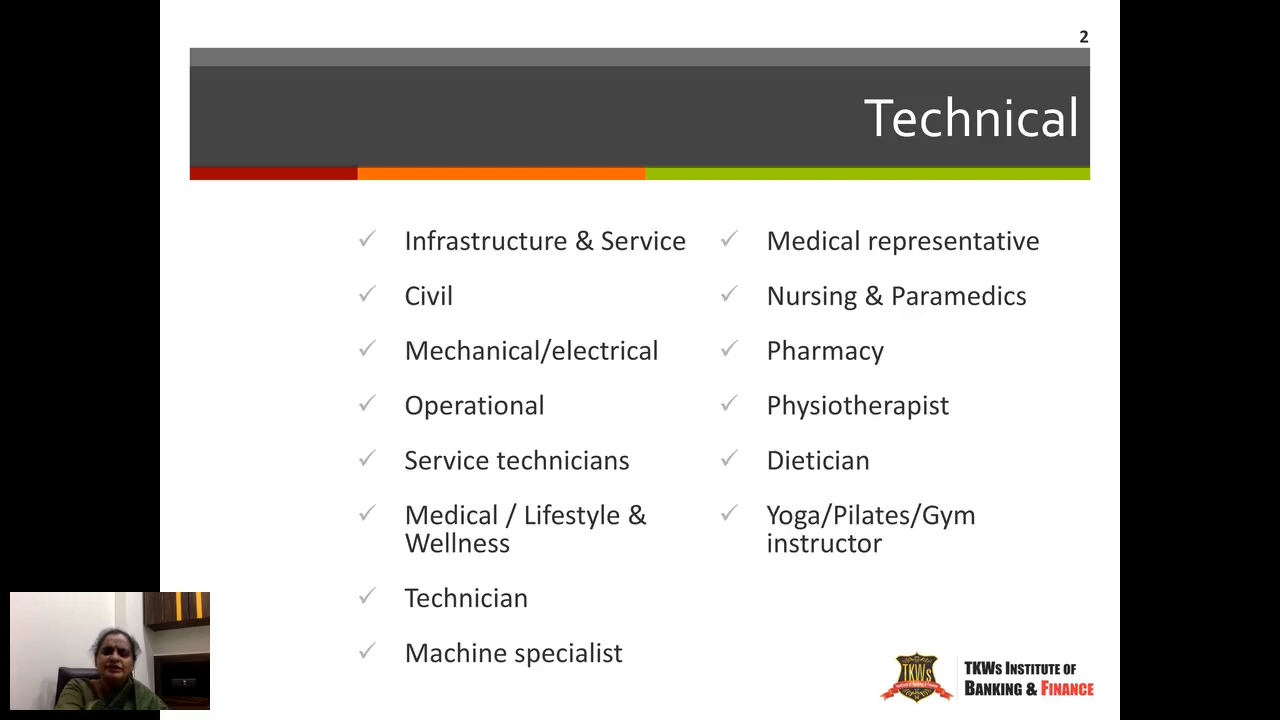 2
Technical
Infrastructure & Service
Civil
Mechanical/electrical
Operational
Service technicians
Medical / Lifestyle &
Wellness
Technician
Machine specialist
Medical representative
Nursing & Paramedics
Pharmacy
Physiotherapist
Dietician
Yoga/Pilates/Gym
instructor
TKWs
TKWs INSTITUTE OF
BANKING & FINANCE